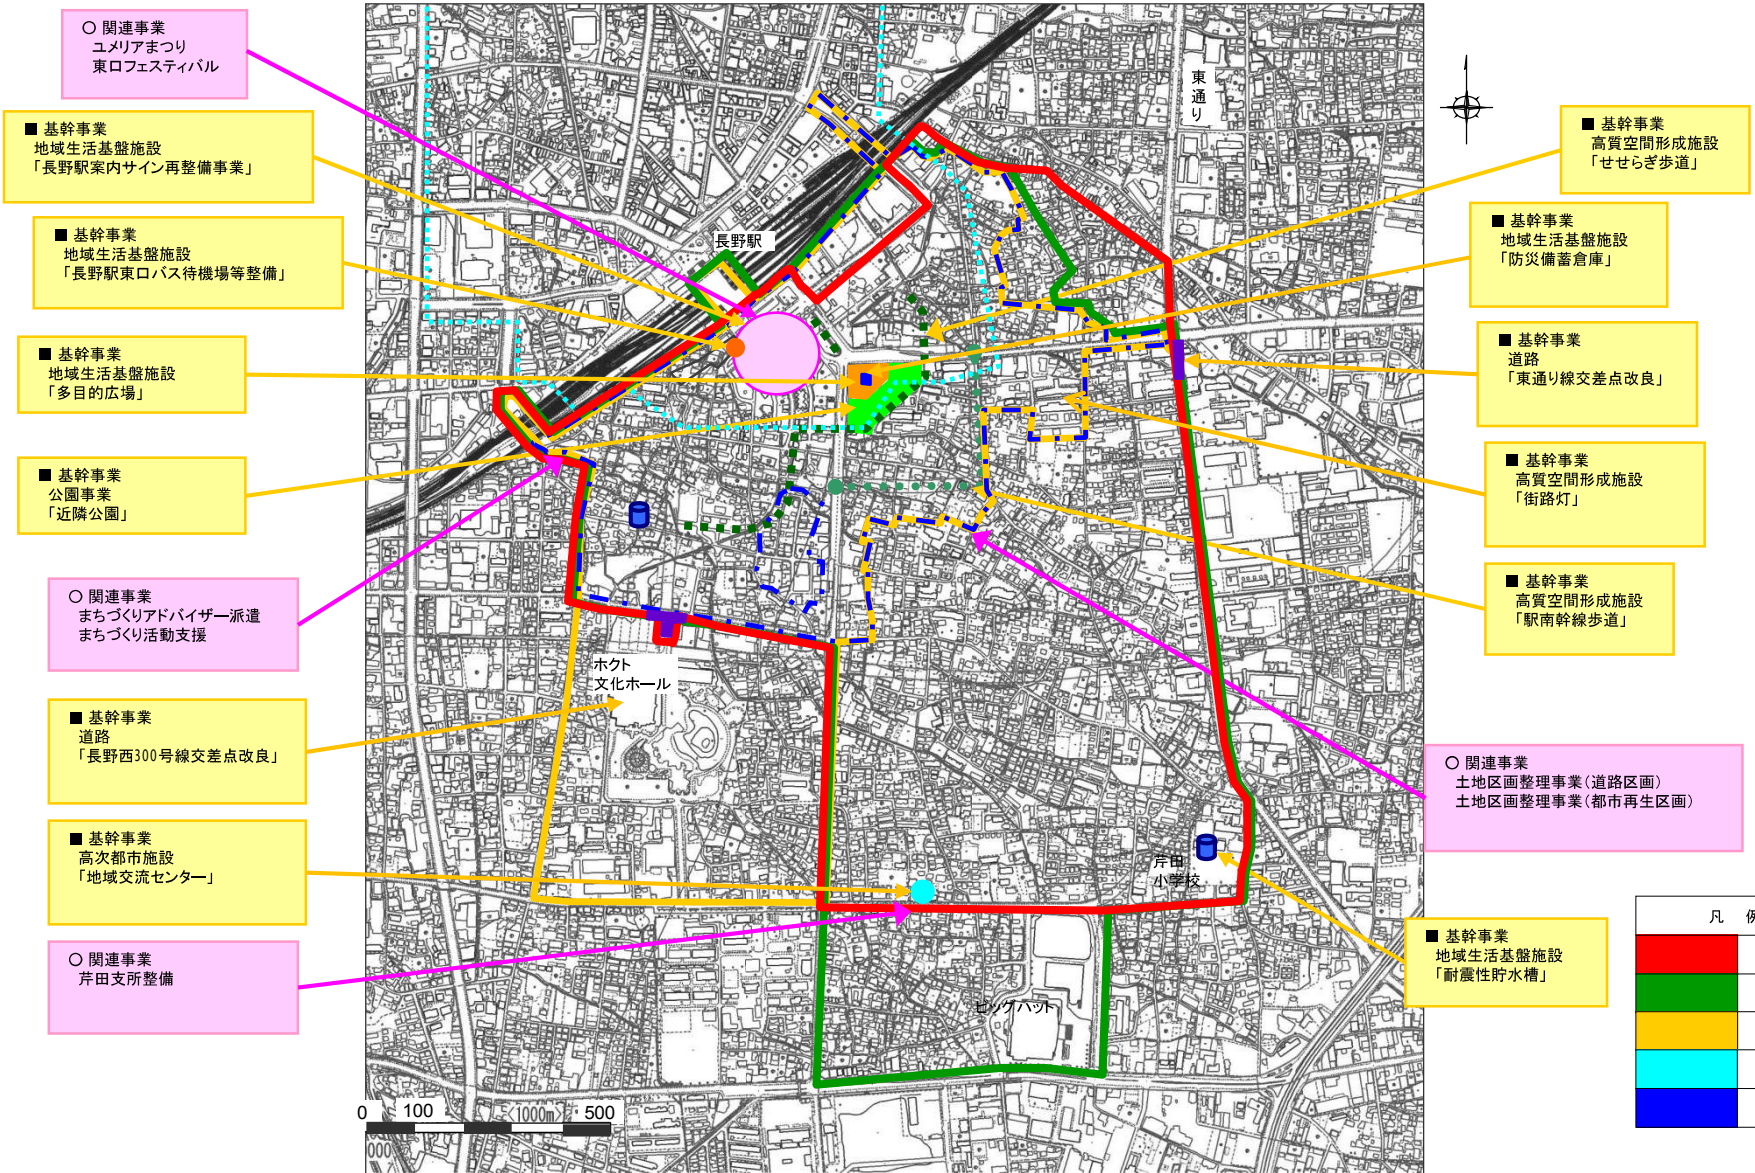 ○ 関連事業
ユメリアまつり
東口フェスティバル
■ 基幹事業
地域生活基盤施設
「長野駅案内サイン再整備事業」
■ 基幹事業
地域生活基盤施設
「長野駅東口バス待機場等整備」
■ 基幹事業
地域生活基盤施設
「多目的広場」
■ 基幹事業
公園事業
「近隣公園」
○ 関連事業
まちづくりアドバイザー派遣
まちづくり活動支援
■ 基幹事業
道路
「長野西300号線交差点改良」
■ 基幹事業
高次都市施設
「地域交流センター」
○ 関連事業
芹田支所整備
東通り
長野駅
ホクト
文化ホール
芹田
小学校
ビッグハット
0 100 500
1000m
000
■ 基幹事業
高質空間形成施設
「せせらぎ歩道」
■ 基幹事業
地域生活基盤施設
「防災備蓄倉庫」
■ 基幹事業
道路
「東通り線交差点改良」
■ 基幹事業
高質空間形成施設
「街路灯」
■ 基幹事業
高質空間形成施設
「駅南幹線歩道」
○ 関連事業
土地区画整理事業(道路区画)
土地区画整理事業(都市再生区画)
■ 基幹事業
地域生活基盤施設
「耐震性貯水槽」
凡 例